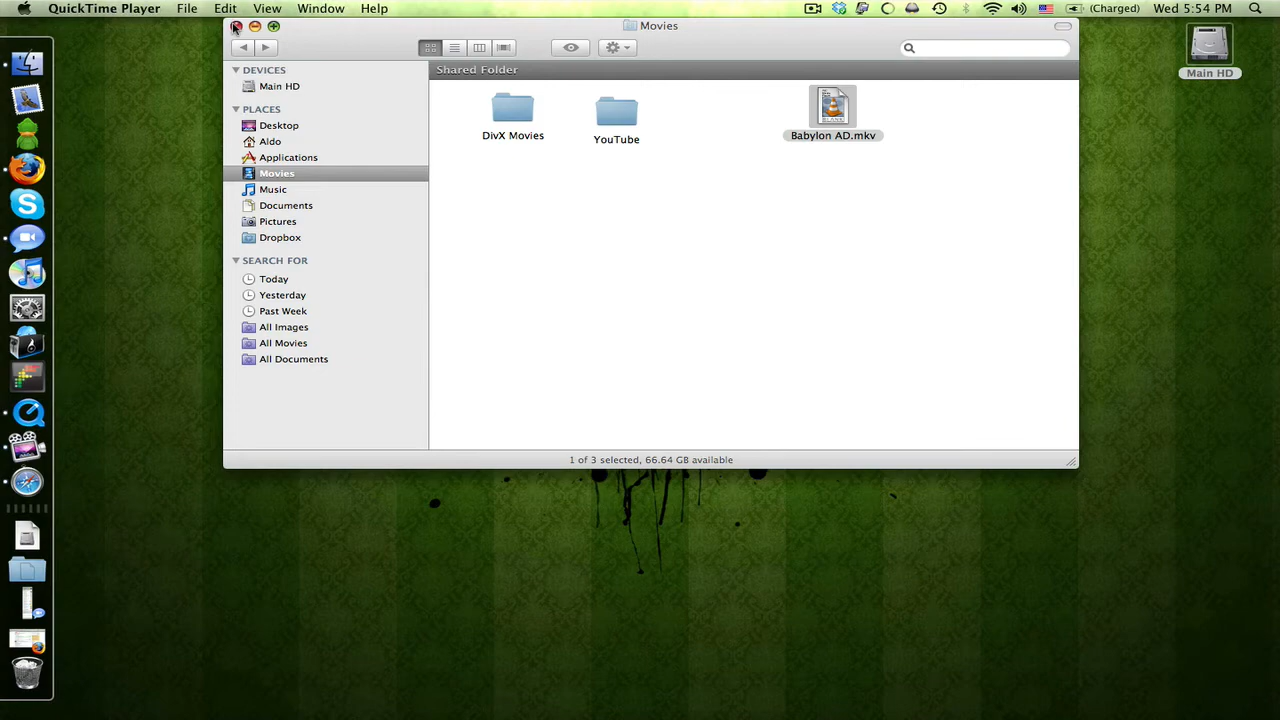 QuickTime Player File Edit View Window Help (Charged) Wed 5:54 PM
Movies
Shared Folder
DEVICES
Main HD
PLACES
Desktop
Aldo
Applications
Movies
Music
Documents
Pictures
Dropbox
SEARCH FOR
Today
Yesterday
Past Week
All Images
All Movies
All Documents
DivX Movies
YouTube
Babylon AD.mkv
1 of 3 selected, 66.64 GB available
Main HD